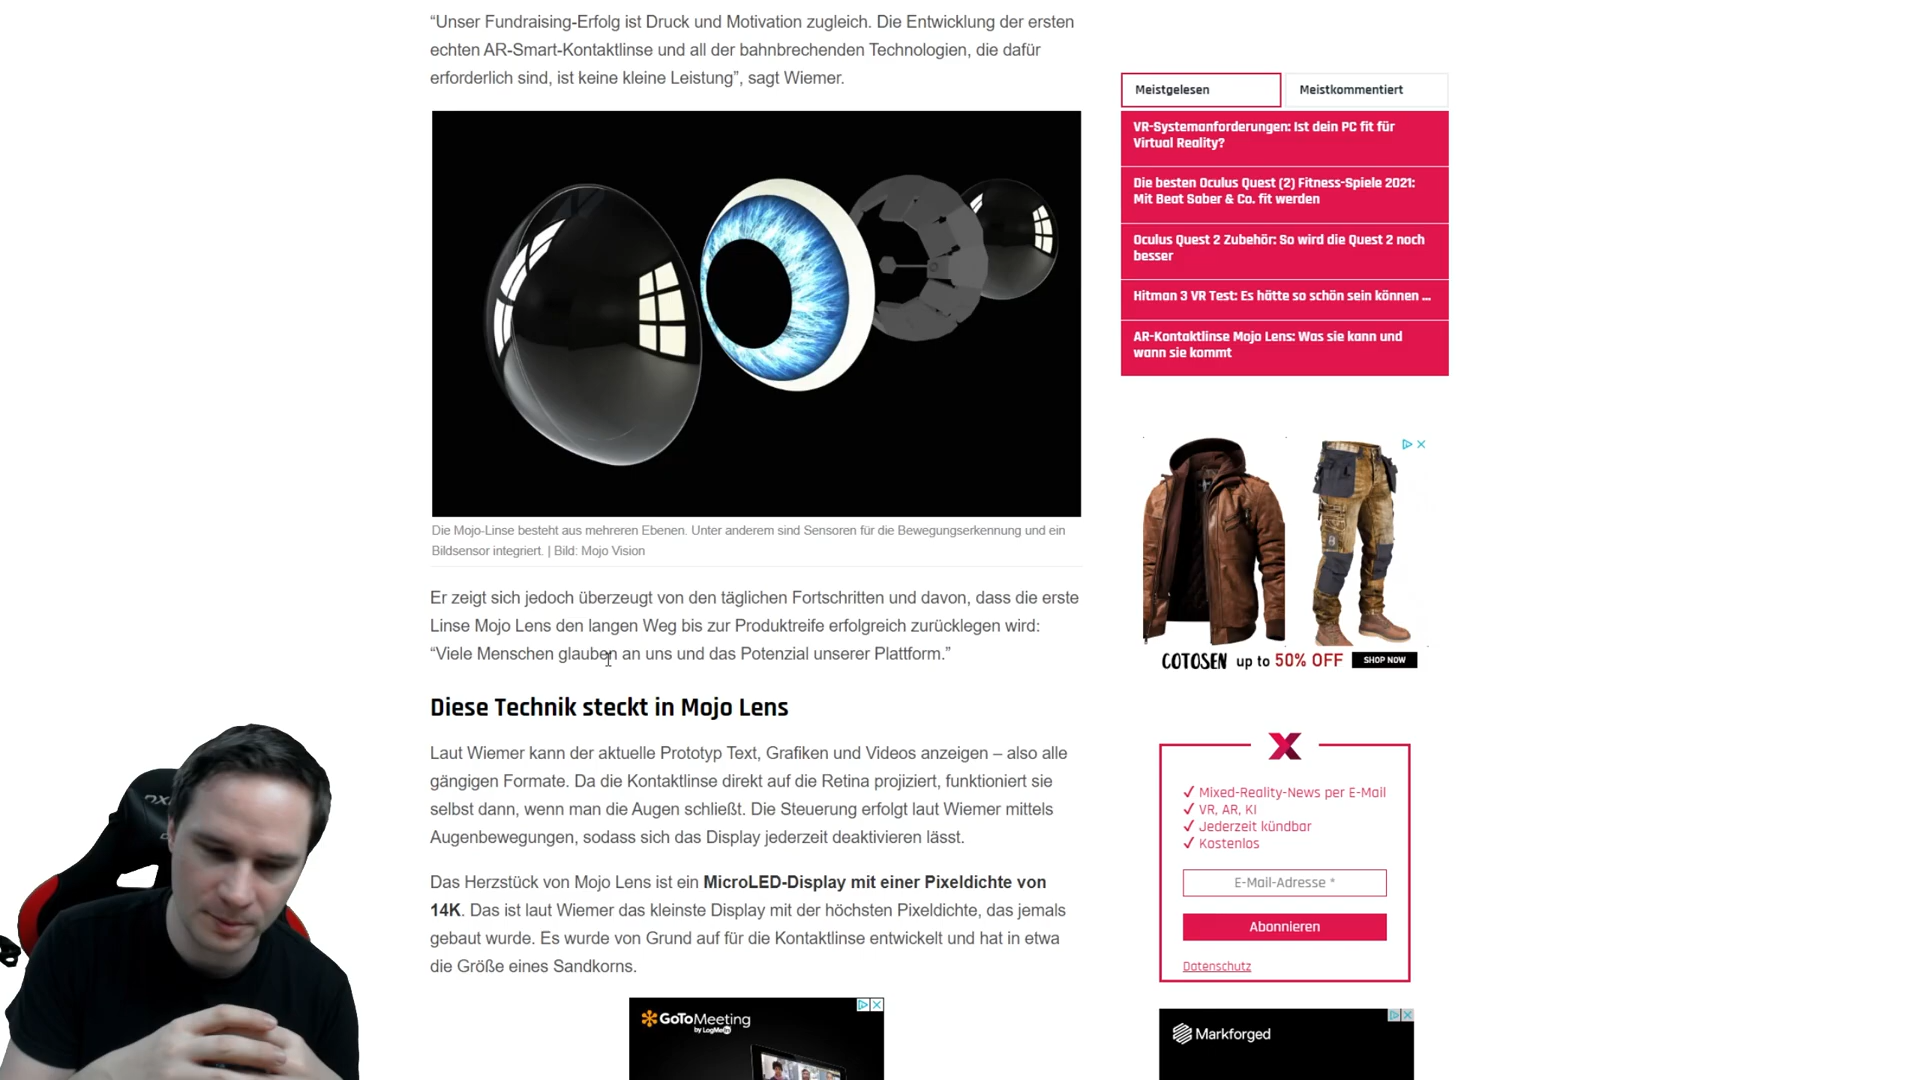 “Unser Fundraising-Erfolg ist Druck und Motivation zugleich. Die Entwicklung der ersten
echten AR-Smart-Kontaktlinse und all der bahnbrechenden Technologien, die dafür
erforderlich sind, ist keine kleine Leistung”, sagt Wiemer.
Die Mojo-Linse besteht aus mehreren Ebenen. Unter anderem sind Sensoren für die Bewegungserkennung und ein
Bildsensor integriert. | Bild: Mojo Vision
Er zeigt sich jedoch überzeugt von den täglichen Fortschritten und davon, dass die erste
Linse Mojo Lens den langen Weg bis zur Produktreife erfolgreich zurücklegen wird:
“Viele Menschen glauben an uns und das Potenzial unserer Plattform.”
Diese Technik steckt in Mojo Lens
Laut Wiemer kann der aktuelle Prototyp Text, Grafiken und Videos anzeigen – also alle
gängigen Formate. Da die Kontaktlinse direkt auf die Retina projiziert, funktioniert sie
selbst dann, wenn man die Augen schließt. Die Steuerung erfolgt laut Wiemer mittels
Augenbewegungen, sodass sich das Display jederzeit deaktivieren lässt.
Das Herzstück von Mojo Lens ist ein MicroLED-Display mit einer Pixeldichte von
14K. Das ist laut Wiemer das kleinste Display mit der höchsten Pixeldichte, das jemals
gebaut wurde. Es wurde von Grund auf für die Kontaktlinse entwickelt und hat in etwa
die Größe eines Sandkorns.
GoToMeeting
by LogMeIn
Meistgelesen
Meistkommentiert
VR-Systemanforderungen: Ist dein PC fit für
Virtual Reality?
Die besten Oculus Quest (2) Fitness-Spiele 2021:
Mit Beat Saber & Co. fit werden
Oculus Quest 2 Zubehör: So wird die Quest 2 noch
besser
Hitman 3 VR Test: Es hätte so schön sein können ...
AR-Kontaktlinse Mojo Lens: Was sie kann und
wann sie kommt
COTOSEN up to 50% OFF SHOP NOW
✓ Mixed-Reality-News per E-Mail
✓ VR, AR, KI
✓ Jederzeit kündbar
✓ Kostenlos
E-Mail-Adresse *
Abonnieren
Datenschutz
Markforged